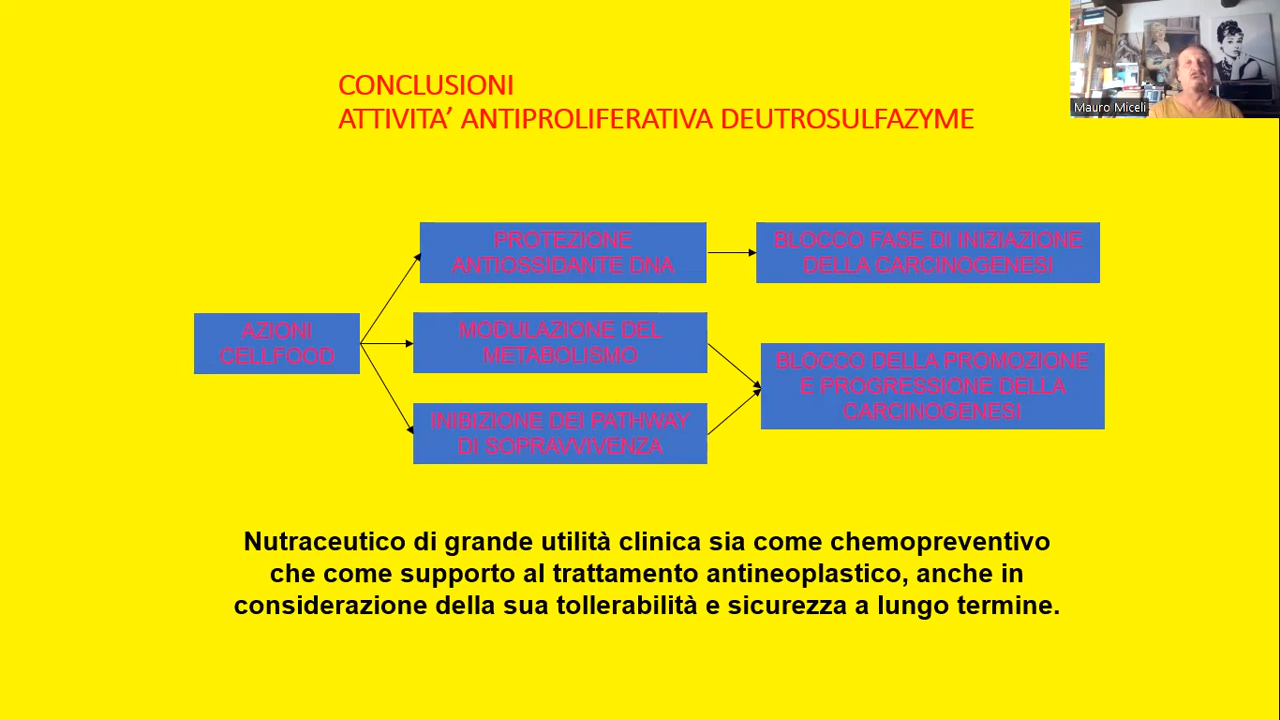 CONCLUSIONI
ATTIVITA’ ANTIPROLIFERATIVA DEUTROSULFAZYME
Mauro Miceli
PROTEZIONE
ANTIOSSIDANTE DNA
BLOCCO FASE DI INIZIAZIONE
DELLA CARCINOGENESI
AZIONI
CELLFOOD
MODULAZIONE DEL
METABOLISMO
BLOCCO DELLA PROMOZIONE
E PROGRESSIONE DELLA
CARCINOGENESI
INIBIZIONE DEI PATHWAY
DI SOPRAVVIVENZA
Nutraceutico di grande utilità clinica sia come chemopreventivo
che come supporto al trattamento antineoplastico, anche in
considerazione della sua tollerabilità e sicurezza a lungo termine.